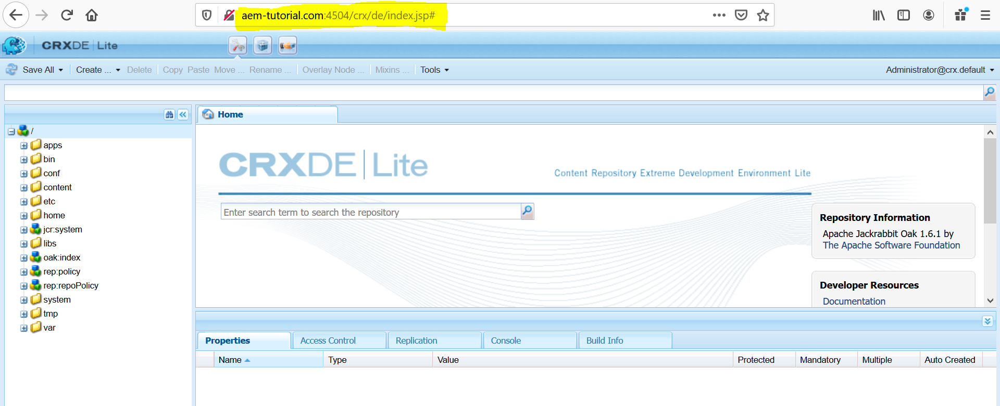 aem-tutorial.com:4504/crx/de/index.jsp#
CRXDE | Lite
Save All Create ... Delete Copy Paste Move ... Rename ... Overlay Node ... Mixins ... Tools Administrator@crx.default
Home
/
apps
bin
conf
content
etc
home
jcr:system
libs
oak:index
rep:policy
rep:repoPolicy
system
tmp
var
CRXDE | Lite
Content Repository Extreme Development Environment Lite
Enter search term to search the repository
Repository Information
Apache Jackrabbit Oak 1.6.1 by
The Apache Software Foundation
Developer Resources
Documentation
Properties Access Control Replication Console Build Info
Name Type Value Protected Mandatory Multiple Auto Created